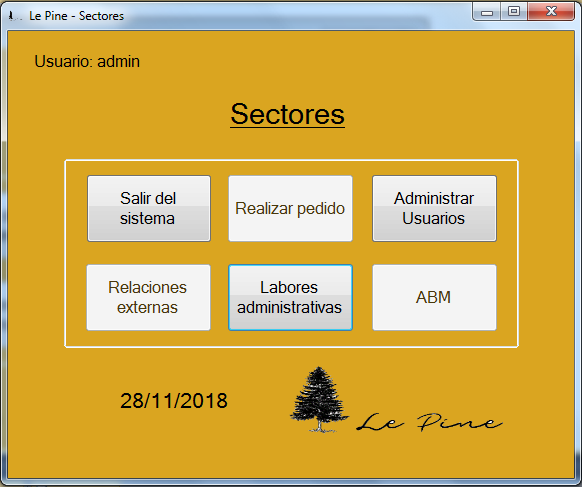 Le Pine - Sectores
Usuario: admin
Sectores
Salir del
sistema
Realizar pedido
Administrar
Usuarios
Relaciones
externas
Labores
administrativas
ABM
28/11/2018
Le Pine